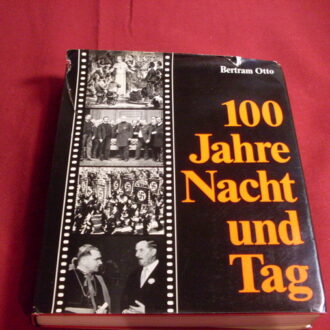 Bertram Otto
100
Jahre
Nacht
und
Tag